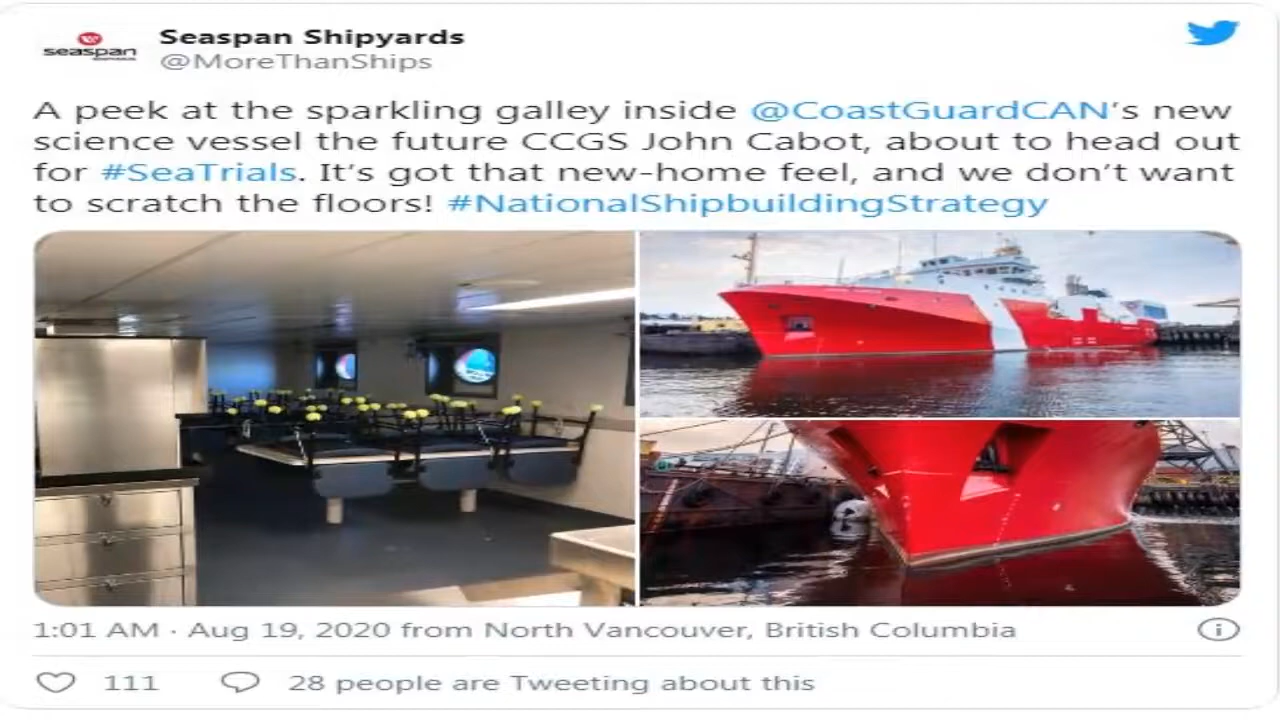 seaspan
Seaspan Shipyards
@MoreThanShips
A peek at the sparkling galley inside @CoastGuardCAN's new
science vessel the future CCGS John Cabot, about to head out
for #SeaTrials. It's got that new-home feel, and we don't want
to scratch the floors! #NationalShipbuildingStrategy
1:01 AM · Aug 19, 2020 from North Vancouver, British Columbia
111
28 people are Tweeting about this